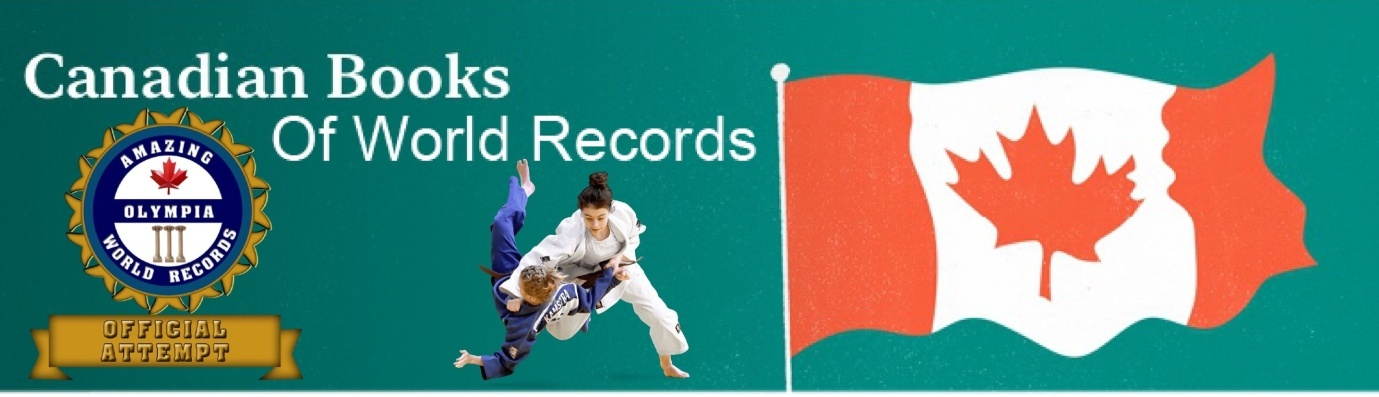 Canadian Books
Of World Records
AMAZING
OLYMPIA
WORLD RECORDS
OFFICIAL
ATTEMPT